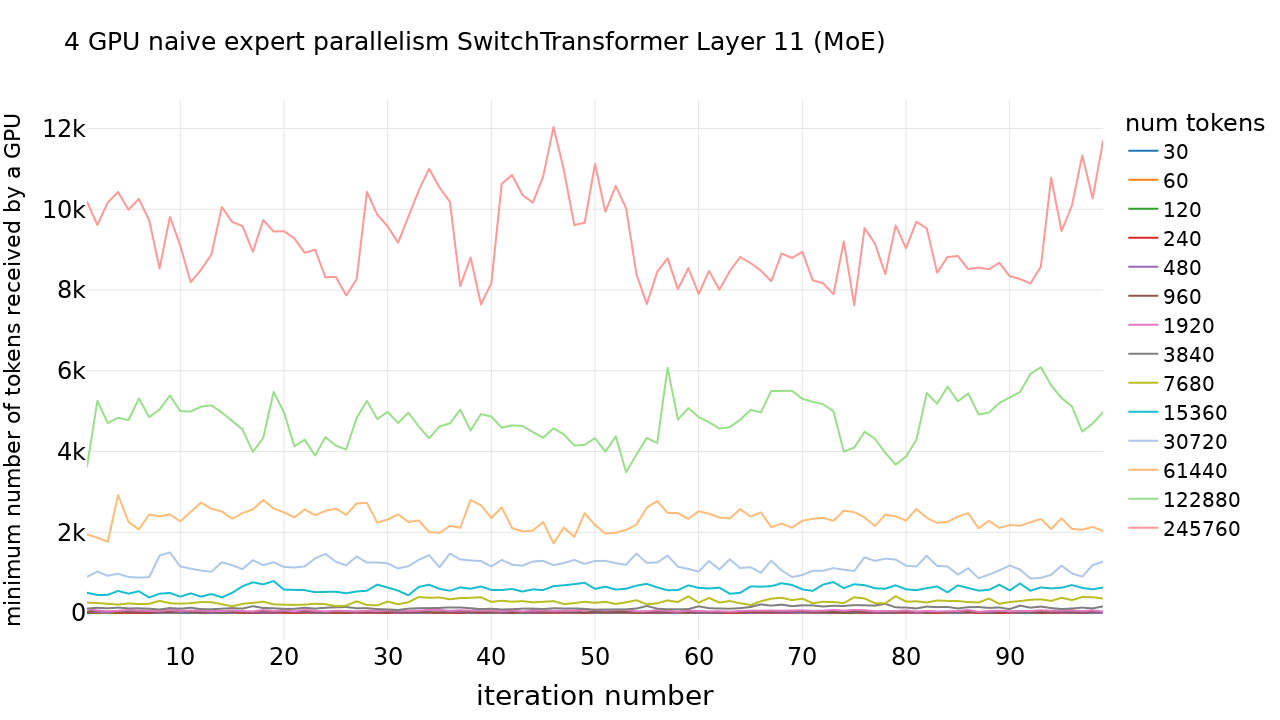 4 GPU naive expert parallelism SwitchTransformer Layer 11 (MoE)
minimum number of tokens received by a GPU
12k
10k
8k
6k
4k
2k
0
10 20 30 40 50 60 70 80 90
iteration number
num tokens
30
60
120
240
480
960
1920
3840
7680
15360
30720
61440
122880
245760